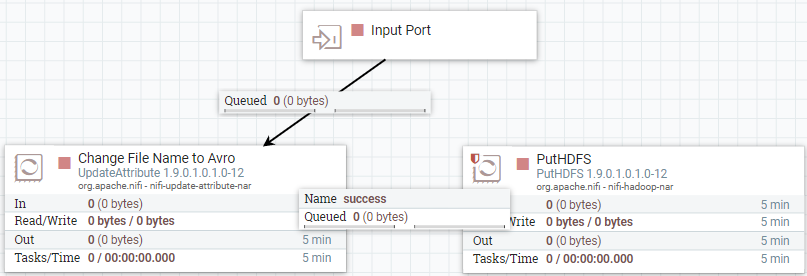 Input Port
Queued 0 (0 bytes)
Change File Name to Avro
UpdateAttribute 1.9.0.1.0.1.0-12
org.apache.nifi - nifi-update-attribute-nar
In 0 (0 bytes) 5 min
Read/Write 0 bytes / 0 bytes
Out 0 (0 bytes) 5 min
Tasks/Time 0 / 00:00:00.000 5 min
Name success
Queued 0 (0 bytes)
PutHDFS
PutHDFS 1.9.0.1.0.1.0-12
org.apache.nifi - nifi-hadoop-nar
0 (0 bytes) 5 min
Write 0 bytes / 0 bytes 5 min
Out 0 (0 bytes) 5 min
Tasks/Time 0 / 00:00:00.000 5 min